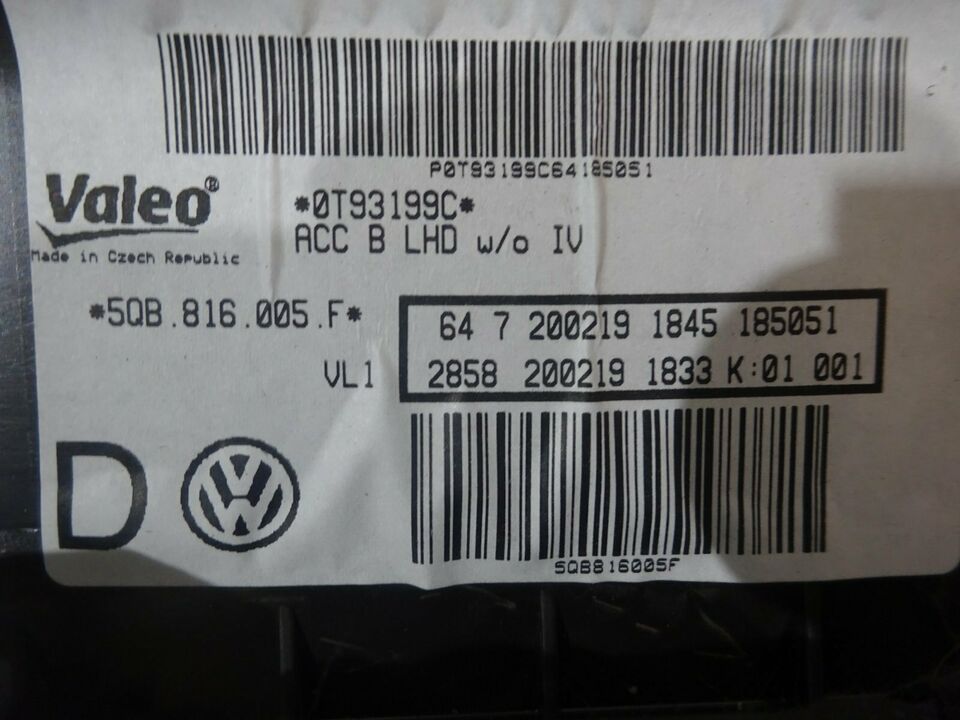 P0T93199C64185051
Valeo®
Made in Czech Republic
*0T93199C*
ACC B LHD w/o IV
*5QB.816.005.F*
VL1
64 7 200219 1845 185051
2858 200219 1833 K:01 001
D
VW
5QB816005F